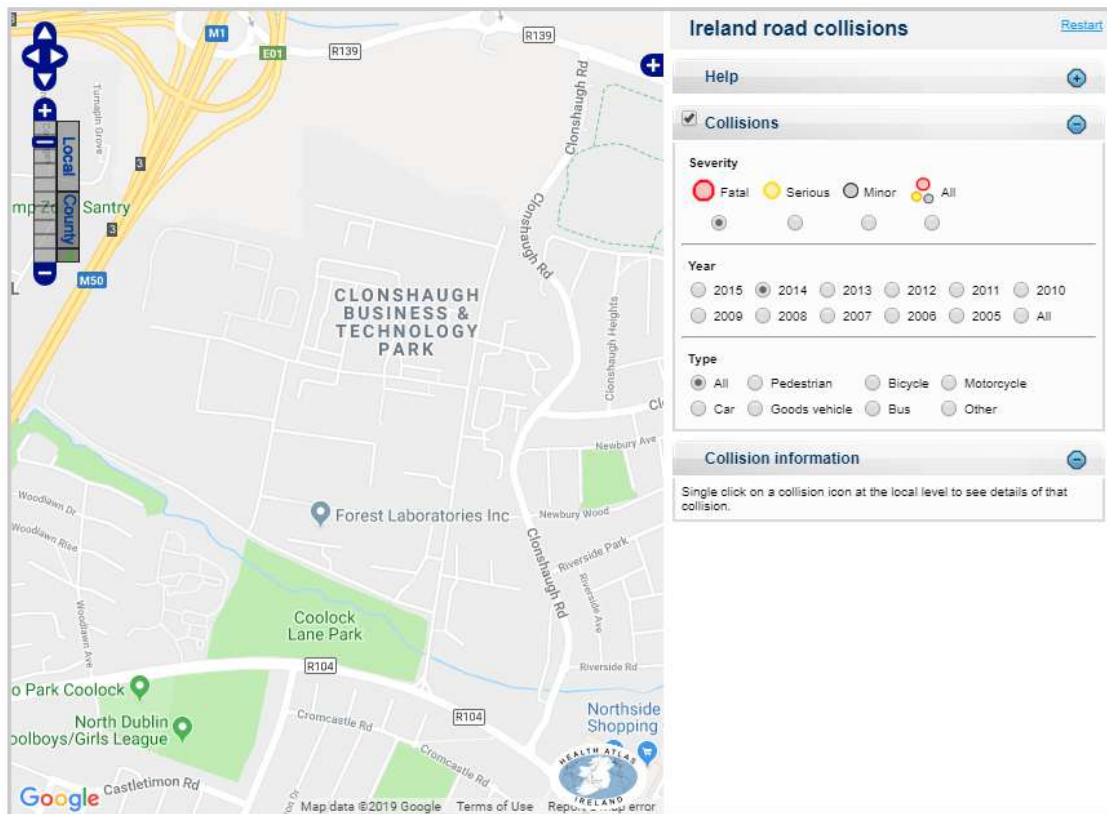 M1
R139
R139
E01
Turnapin Grove
Clonshaugh Rd
3
Local
County
Santry
3
M50
L
Clonshaugh Rd
CLONSHAUGH
BUSINESS &
TECHNOLOGY
PARK
Clonshaugh Heights
Newbury Ave
Woodlawn Dr
Forest Laboratories Inc
Newbury Wood
Woodlawn Rise
Clonshaugh Rd
Riverside Park
Riverside Ave
Woodlawn Ave
Coolock
Lane Park
R104
Riverside Rd
o Park Coolock
Northside
Shopping
Cromcastle Rd
R104
North Dublin
oolboys/Girls League
Cromcastle Rd
HEALTH ATLAS
IRELAND
Castletimon Rd
Google
Map data ©2019 Google Terms of Use
Ireland road collisions
Restart
Help
Collisions
Severity
Fatal Serious Minor All
Year
2015 2014 2013 2012 2011 2010
2009 2008 2007 2006 2005 All
Type
All Pedestrian Bicycle Motorcycle
Car Goods vehicle Bus Other
Collision information
Single click on a collision icon at the local level to see details of that
collision.